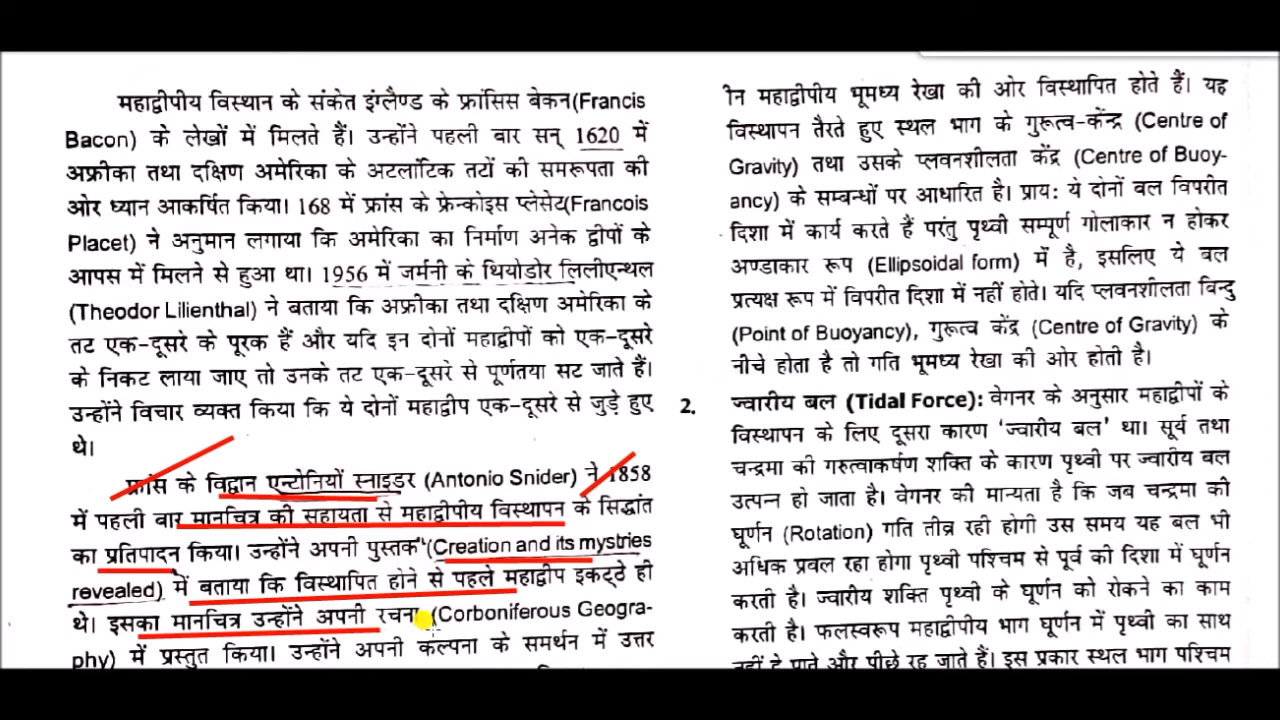 महाद्वीपीय विस्थान के संकेत इंग्लैण्ड के फ्रांसिस बेकन(Francis
Bacon) के लेखों में मिलते हैं। उन्होंने पहली बार सन् 1620 में
अफ्रीका तथा दक्षिण अमेरिका के अटलांटिक तटों की समरूपता की
ओर ध्यान आकर्षित किया। 168 में फ्रांस के फ्रेन्कोइस प्लेसेट(Francois
Placet) ने अनुमान लगाया कि अमेरिका का निर्माण अनेक द्वीपों के
आपस में मिलने से हुआ था। 1956 में जर्मनी के थियोडोर लिलीएन्थल
(Theodor Lilienthal) ने बताया कि अफ्रीका तथा दक्षिण अमेरिका के
तट एक-दूसरे के पूरक हैं और यदि इन दोनों महाद्वीपों को एक-दूसरे
के निकट लाया जाए तो उनके तट एक-दूसरे से पूर्णतया सट जाते हैं।
उन्होंने विचार व्यक्त किया कि ये दोनों महाद्वीप एक-दूसरे से जुड़े हुए
थे।
फ्रांस के विद्वान एन्टोनियों स्नाइडर (Antonio Snider) ने 1858
में पहली बार मानचित्र की सहायता से महाद्वीपीय विस्थापन के सिद्धांत
का प्रतिपादन किया। उन्होंने अपनी पुस्तक (Creation and its mystries
revealed) में बताया कि विस्थापित होने से पहले महाद्वीप इकट्ठे ही
थे। इसका मानचित्र उन्होंने अपनी रचना (Corboniferous Geogra-
phy) में प्रस्तुत किया। उन्होंने अपनी कल्पना के समर्थन में उत्तर
महाद्वीपीय भूमध्य रेखा की ओर विस्थापित होते हैं। यह
विस्थापन तैरते हुए स्थल भाग के गुरूत्व-केंन्द्र (Centre of
Gravity) तथा उसके प्लवनशीलता केंद्र (Centre of Buoy-
ancy) के सम्बन्धों पर आधारित है। प्राय: ये दोनों बल विपरीत
दिशा में कार्य करते हैं परंतु पृथ्वी सम्पूर्ण गोलाकार न होकर
अण्डाकार रूप (Ellipsoidal form) में है, इसलिए ये बल
प्रत्यक्ष रूप में विपरीत दिशा में नहीं होते। यदि प्लवनशीलता विन्दु
(Point of Buoyancy), गुरूत्व केंद्र (Centre of Gravity) के
नीचे होता है तो गति भूमध्य रेखा की ओर होती है।
2. ज्वारीय बल (Tidal Force): वेगनर के अनुसार महाद्वीपों के
विस्थापन के लिए दूसरा कारण 'ज्वारीय बल' था। सूर्य तथा
चन्द्रमा की गरुत्वाकर्षण शक्ति के कारण पृथ्वी पर ज्वारीय बल
उत्पन्न हो जाता है। वेगनर की मान्यता है कि जब चन्द्रमा की
घूर्णन (Rotation) गति तीव्र रही होगी उस समय यह बल भी
अधिक प्रवल रहा होगा पृथ्वी पश्चिम से पूर्व की दिशा में घूर्णन
करती है। ज्वारीय शक्ति पृथ्वी के घूर्णन को रोकने का काम
करती है। फलस्वरूप महाद्वीपीय भाग घूर्णन में पृथ्वी का साथ
नहीं दे पाते और पीछे रह जाते हैं। इस प्रकार स्थल भाग पश्चिम